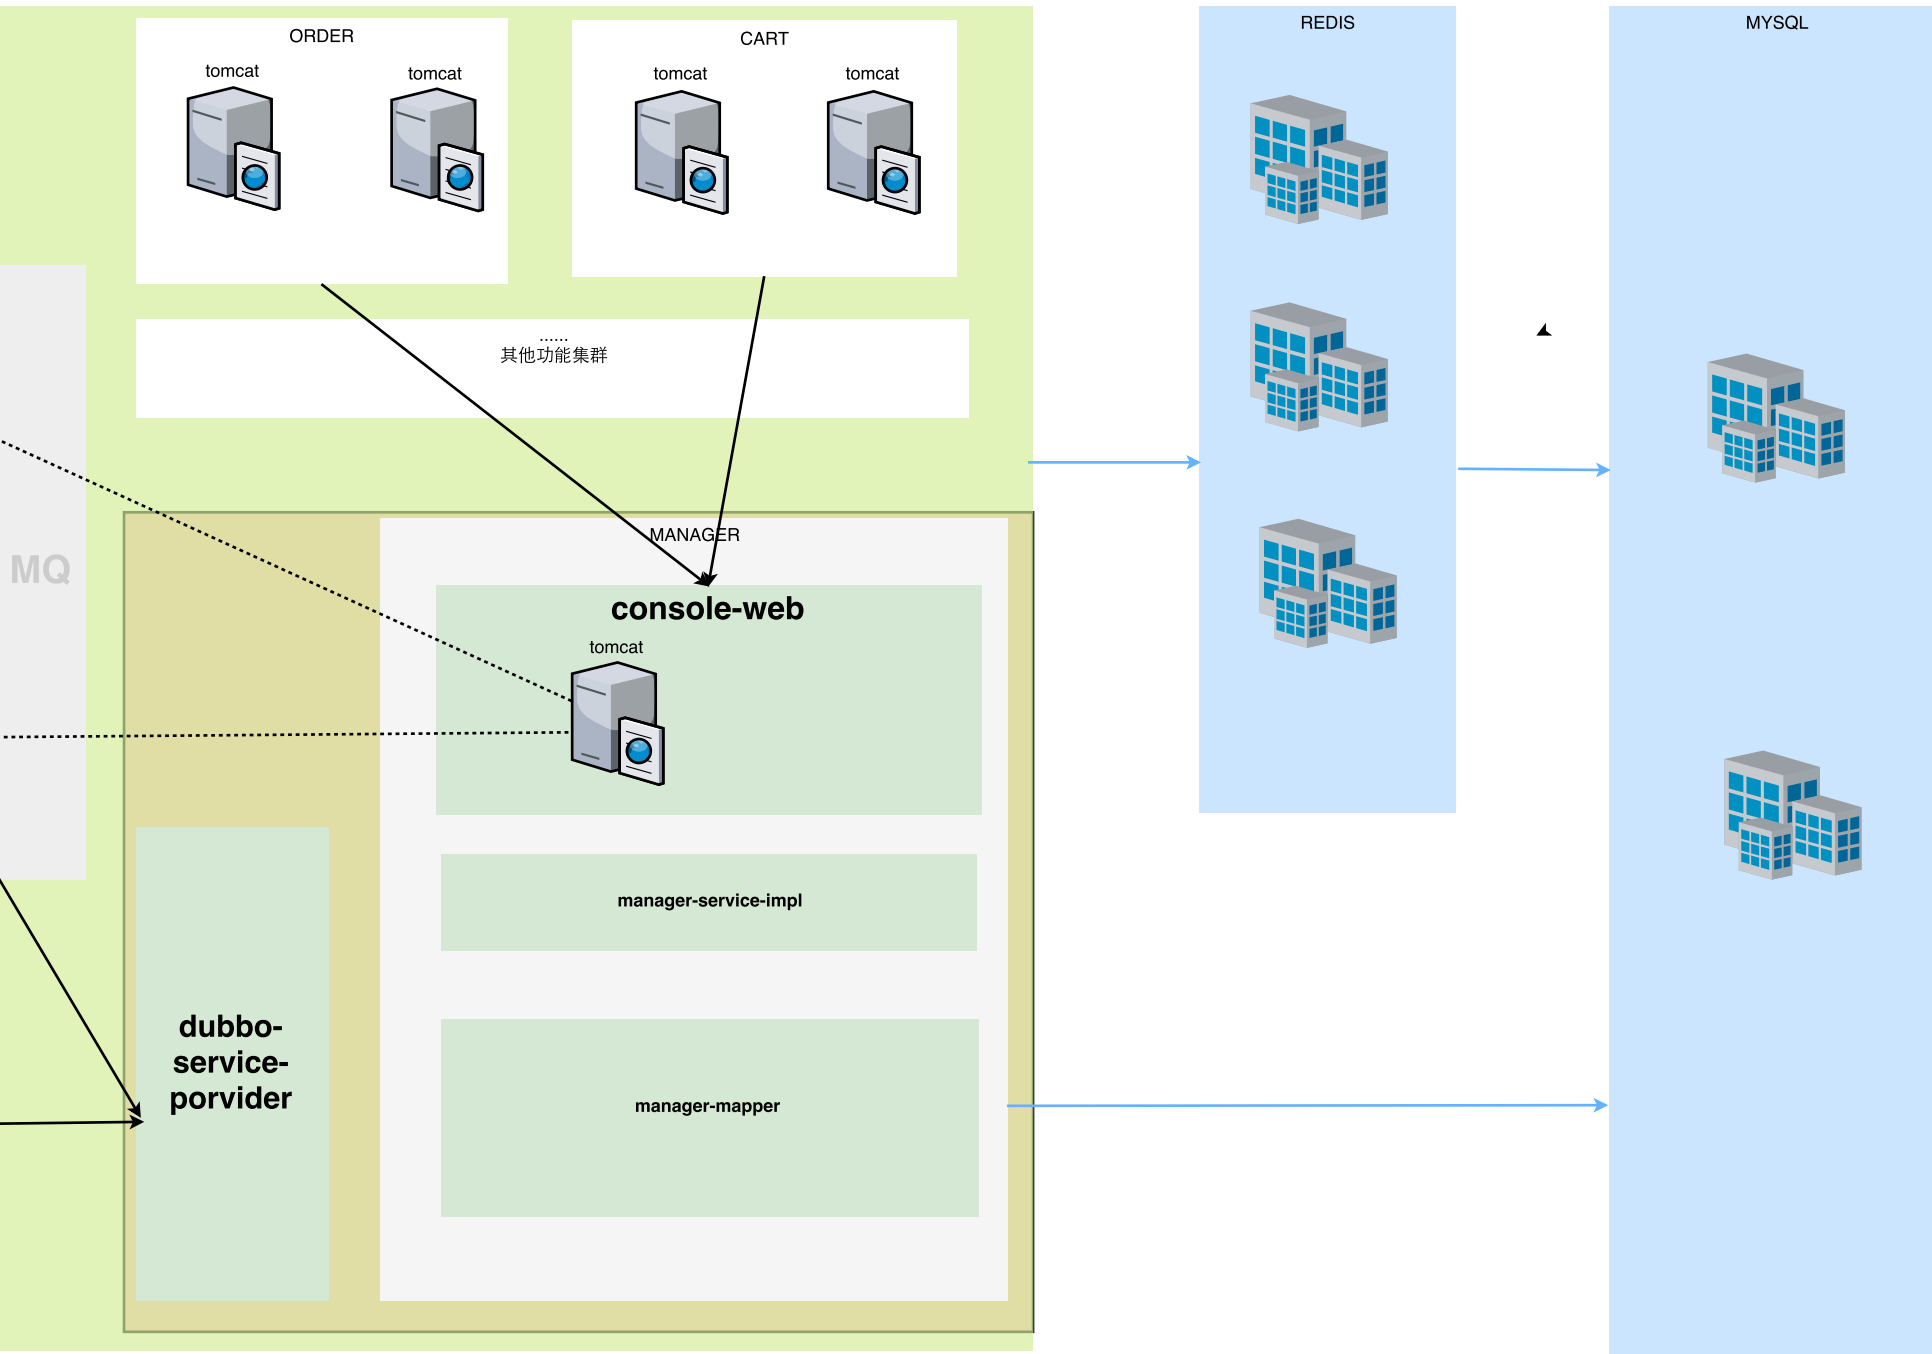 ORDER
tomcat
tomcat
CART
tomcat
tomcat
REDIS
MYSQL
......
其他功能集群
MQ
MANAGER
console-web
tomcat
manager-service-impl
dubbo-
service-
porvider
manager-mapper